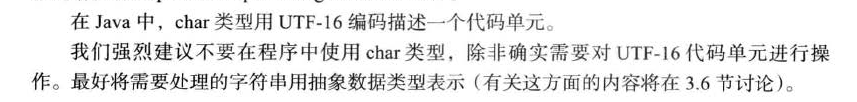 在 Java 中，char 类型用 UTF-16 编码描述一个代码单元。
我们强烈建议不要在程序中使用 char 类型，除非确实需要对 UTF-16 代码单元进行操
作。最好将需要处理的字符串用抽象数据类型表示（有关这方面的内容将在 3.6 节讨论）。